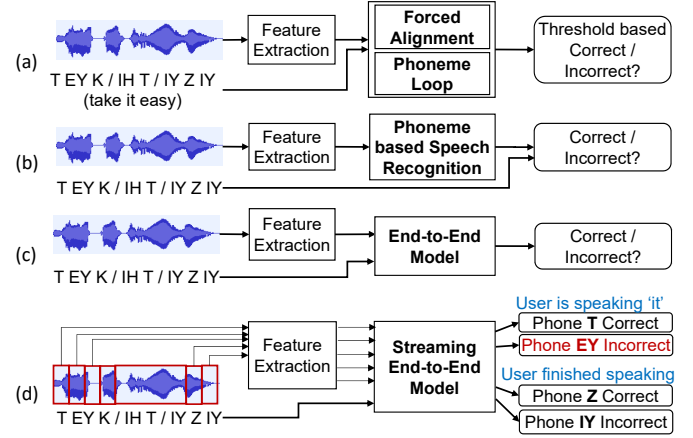 (a)
T EY K / IH T / IY Z IY
(take it easy)
Feature
Extraction
Forced
Alignment
Phoneme
Loop
Threshold based
Correct /
Incorrect?
(b)
T EY K / IH T / IY Z IY
Feature
Extraction
Phoneme
based Speech
Recognition
Correct /
Incorrect?
(c)
T EY K / IH T / IY Z IY
Feature
Extraction
End-to-End
Model
Correct /
Incorrect?
(d)
T EY K / IH T / IY Z IY
Feature
Extraction
Streaming
End-to-End
Model
User is speaking 'it'
Phone T Correct
Phone EY Incorrect
User finished speaking
Phone Z Correct
Phone IY Incorrect